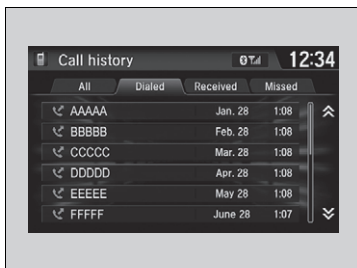 Call history 12:34
All Dialed Received Missed
AAAAA Jan. 28 1:08
BBBBB Feb. 28 1:08
CCCCC Mar. 28 1:08
DDDDD Apr. 28 1:08
EEEEE May 28 1:08
FFFFF June 28 1:07